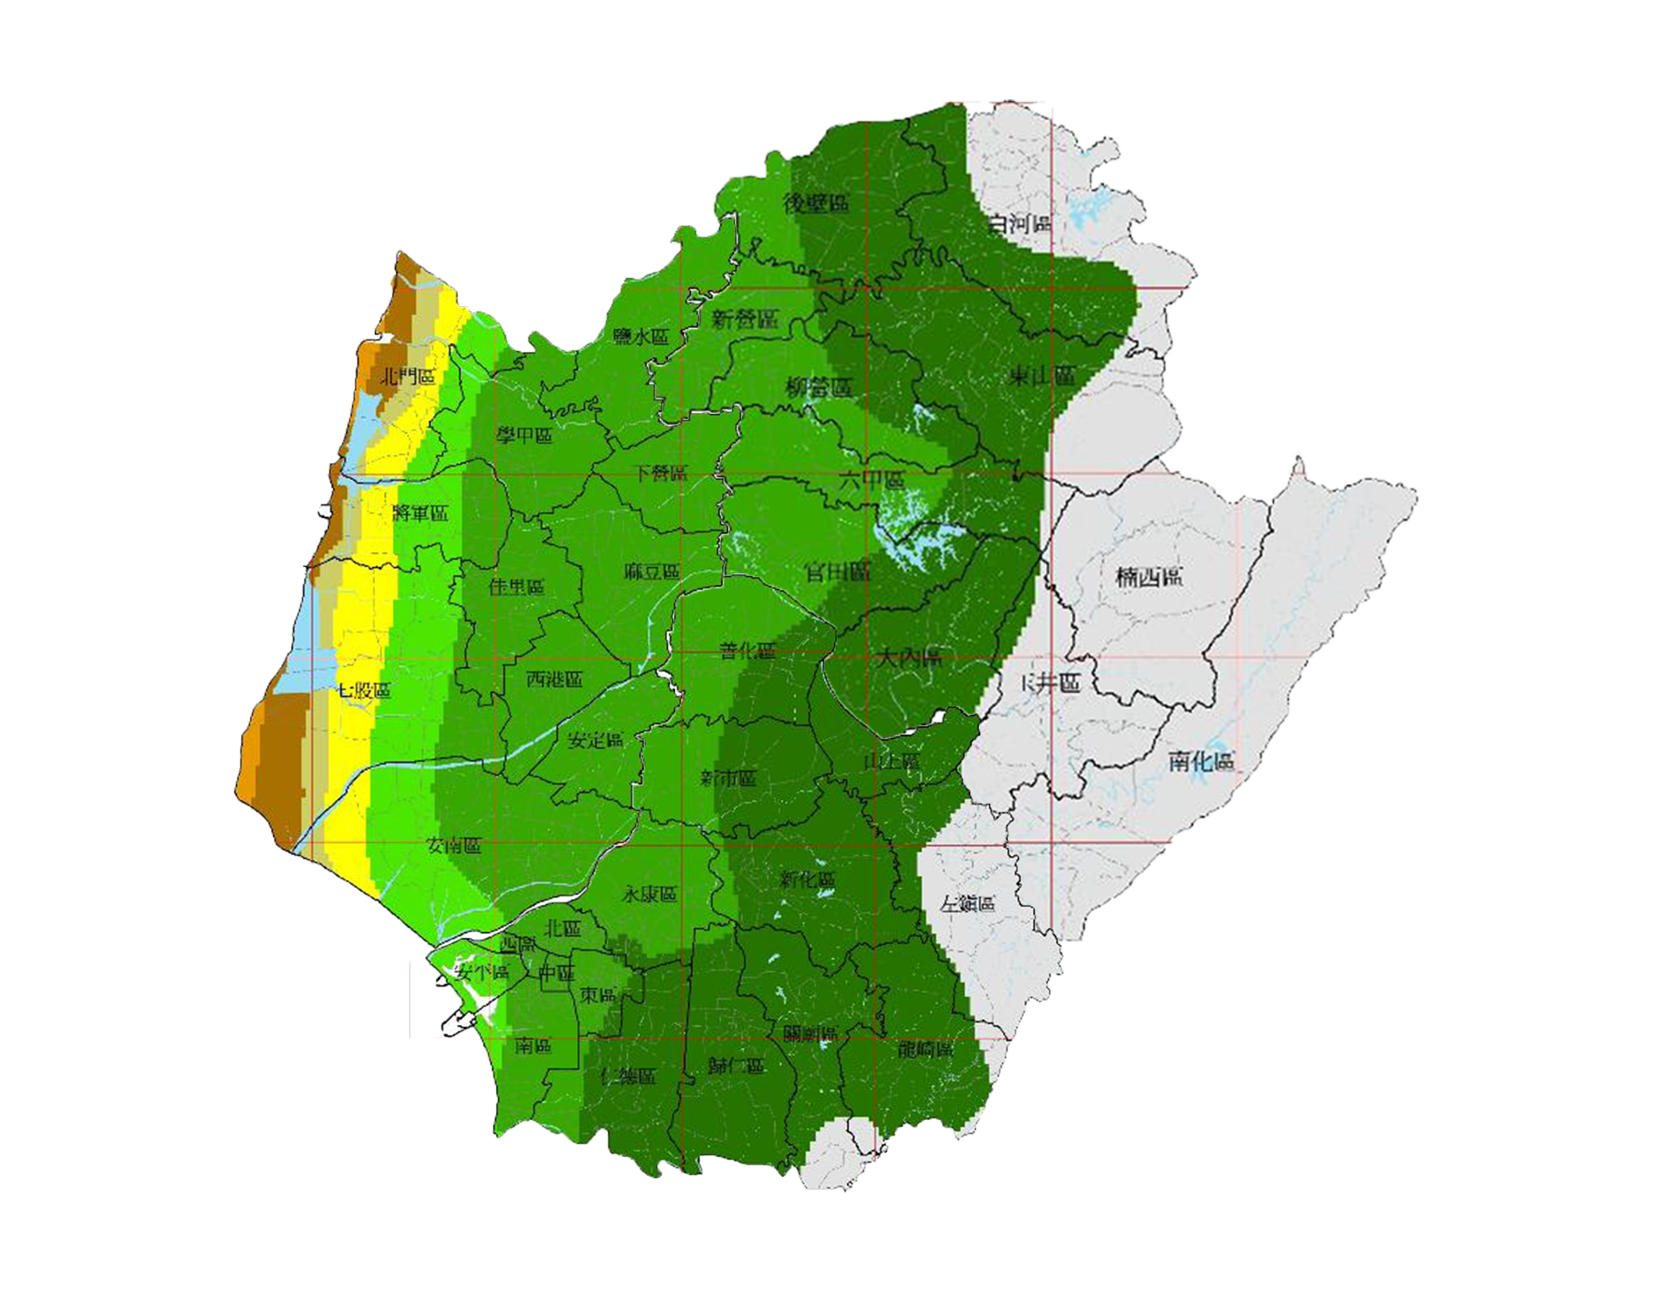 後壁區
白河區
新營區
鹽水區
北門區
東山區
柳營區
學甲區
下營區
六甲區
將軍區
麻豆區
官田區
楠西區
佳里區
善化區
大內區
西港區
玉井區
七股區
安定區
山上區
南化區
新市區
安南區
新化區
永康區
左鎮區
北區
西區
安平區
中區
東區
關廟區
南區
龍崎區
歸仁區
仁德區